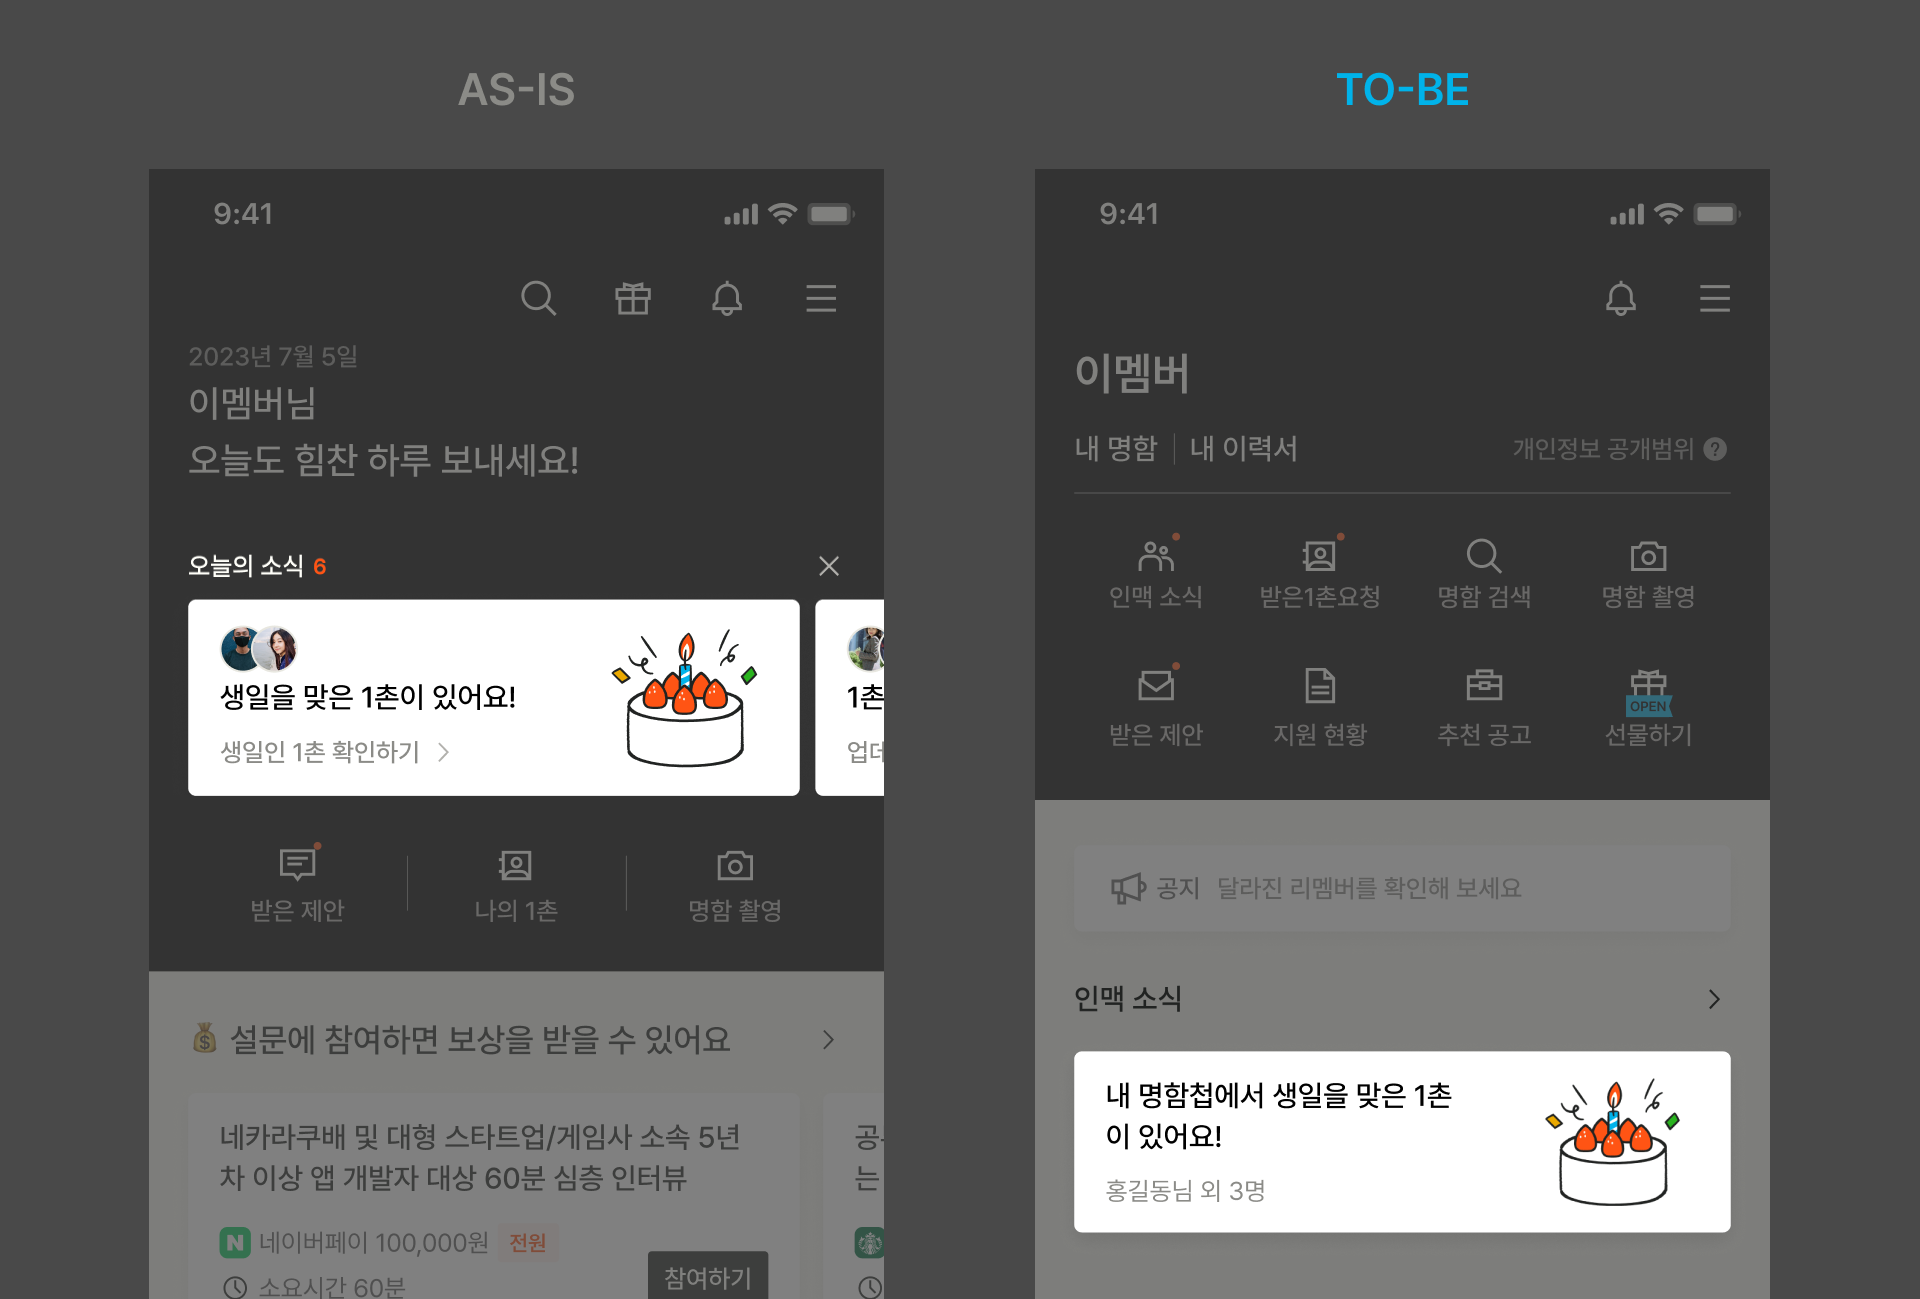 AS-IS
9:41
2023년 7월 5일
이멤버님
오늘도 힘찬 하루 보내세요!
오늘의 소식 6
생일을 맞은 1촌이 있어요!
생일인 1촌 확인하기
1촌
업데
받은 제안
나의 1촌
명함 촬영
설문에 참여하면 보상을 받을 수 있어요
네카라쿠배 및 대형 스타트업/게임사 소속 5년
차 이상 앱 개발자 대상 60분 심층 인터뷰
N 네이버페이 100,000원 전원
소요시간 60분
참여하기
는
TO-BE
9:41
이멤버
내 명함 내 이력서 개인정보 공개범위 ?
인맥 소식
받은1촌요청
명함 검색
명함 촬영
받은 제안
지원 현황
추천 공고
OPEN
선물하기
공지 달라진 리멤버를 확인해 보세요
인맥 소식
내 명함첩에서 생일을 맞은 1촌
이 있어요!
홍길동님 외 3명